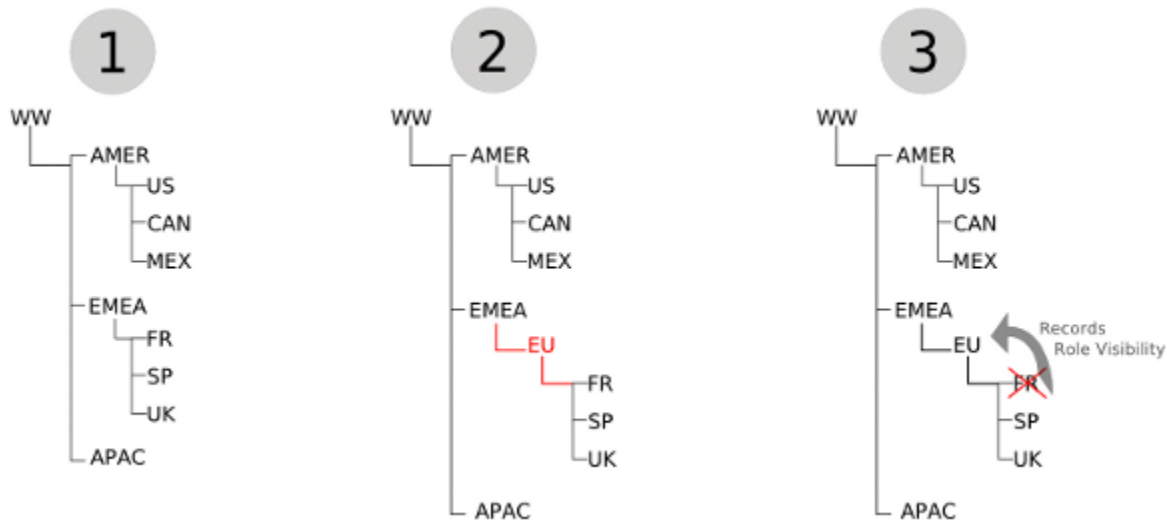 1
WW
AMER
US
CAN
MEX
EMEA
FR
SP
UK
APAC
2
WW
AMER
US
CAN
MEX
EMEA
EU
FR
SP
UK
APAC
3
WW
AMER
US
CAN
MEX
EMEA
EU
Records
Role Visibility
FR
SP
UK
APAC